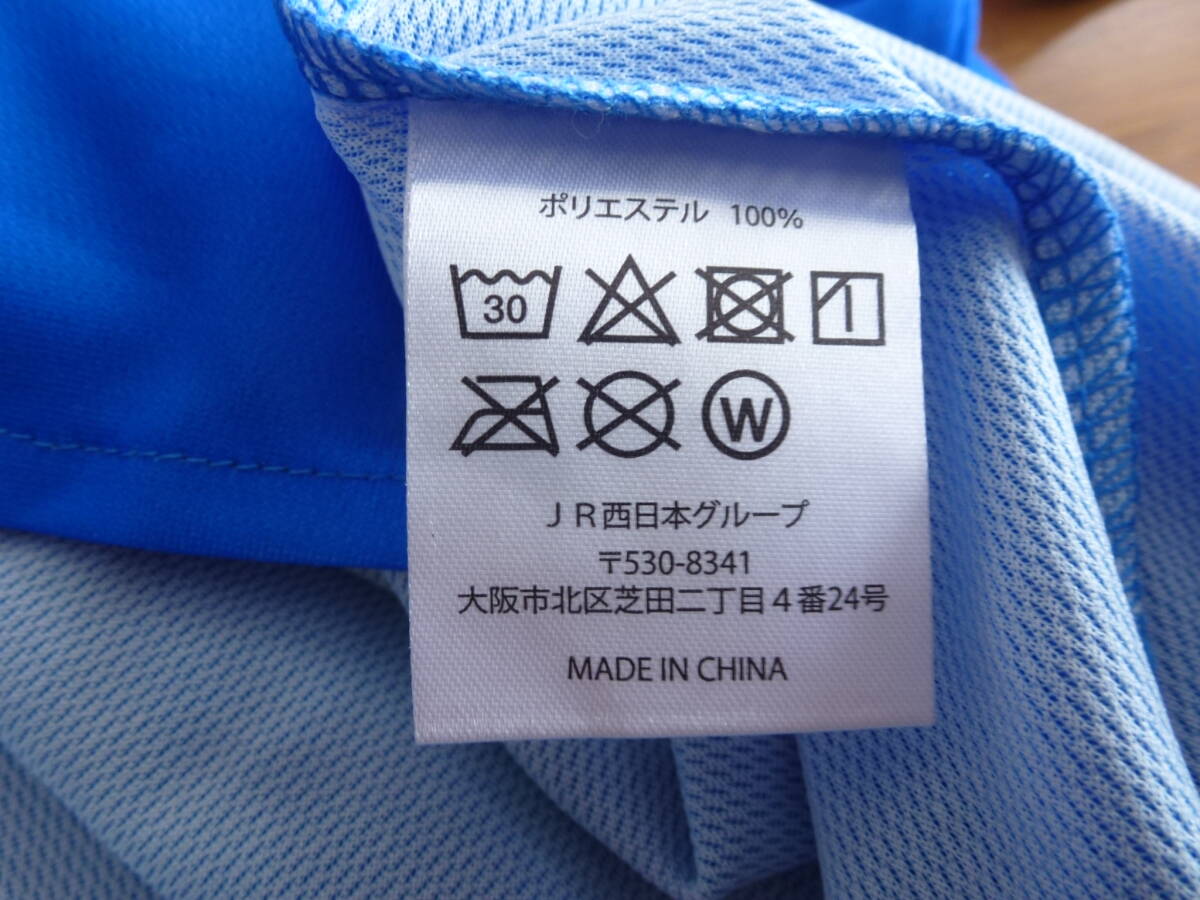 ポリエステル 100%
30
W
JR西日本グループ
〒530-8341
大阪市北区芝田二丁目4番24号
MADE IN CHINA